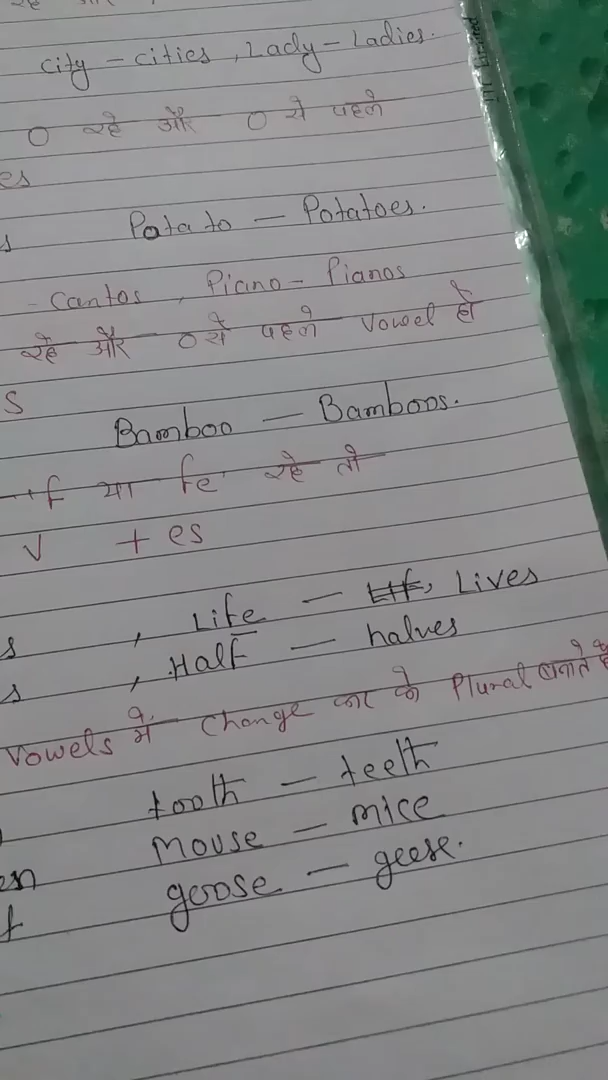 City - Cities , Lady - Ladies.
O रहे और O से पहले
es
s Potato - Potatoes.
- Cantos , Piano - Pianos
रहे और O से पहले Vowel हो
S
Bamboo - Bamboos.
f या fe रहे तो
V + es
s , Life - Lives
s , Half - halves
Vowels में Change कर के Plural बनाते हैं
tooth - teeth
mouse - mice
en goose - geese.
t